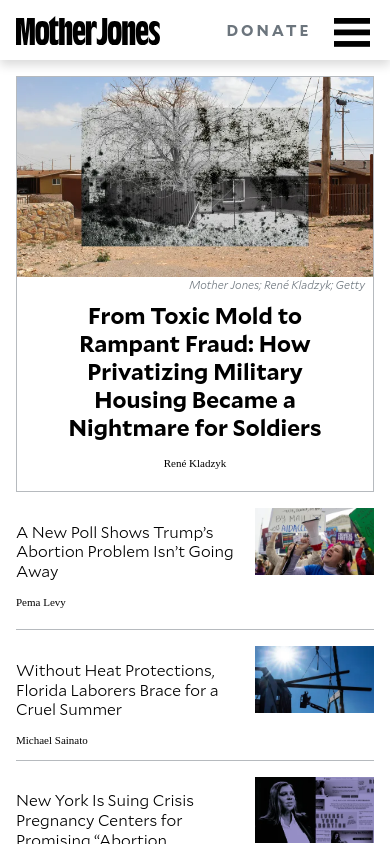 Mother Jones
DONATE
Mother Jones; René Kladzyk; Getty
From Toxic Mold to
Rampant Fraud: How
Privatizing Military
Housing Became a
Nightmare for Soldiers
René Kladzyk
A New Poll Shows Trump’s
Abortion Problem Isn’t Going
Away
Pema Levy
Without Heat Protections,
Florida Laborers Brace for a
Cruel Summer
Michael Sainato
New York Is Suing Crisis
Pregnancy Centers for
Promising “Abortion